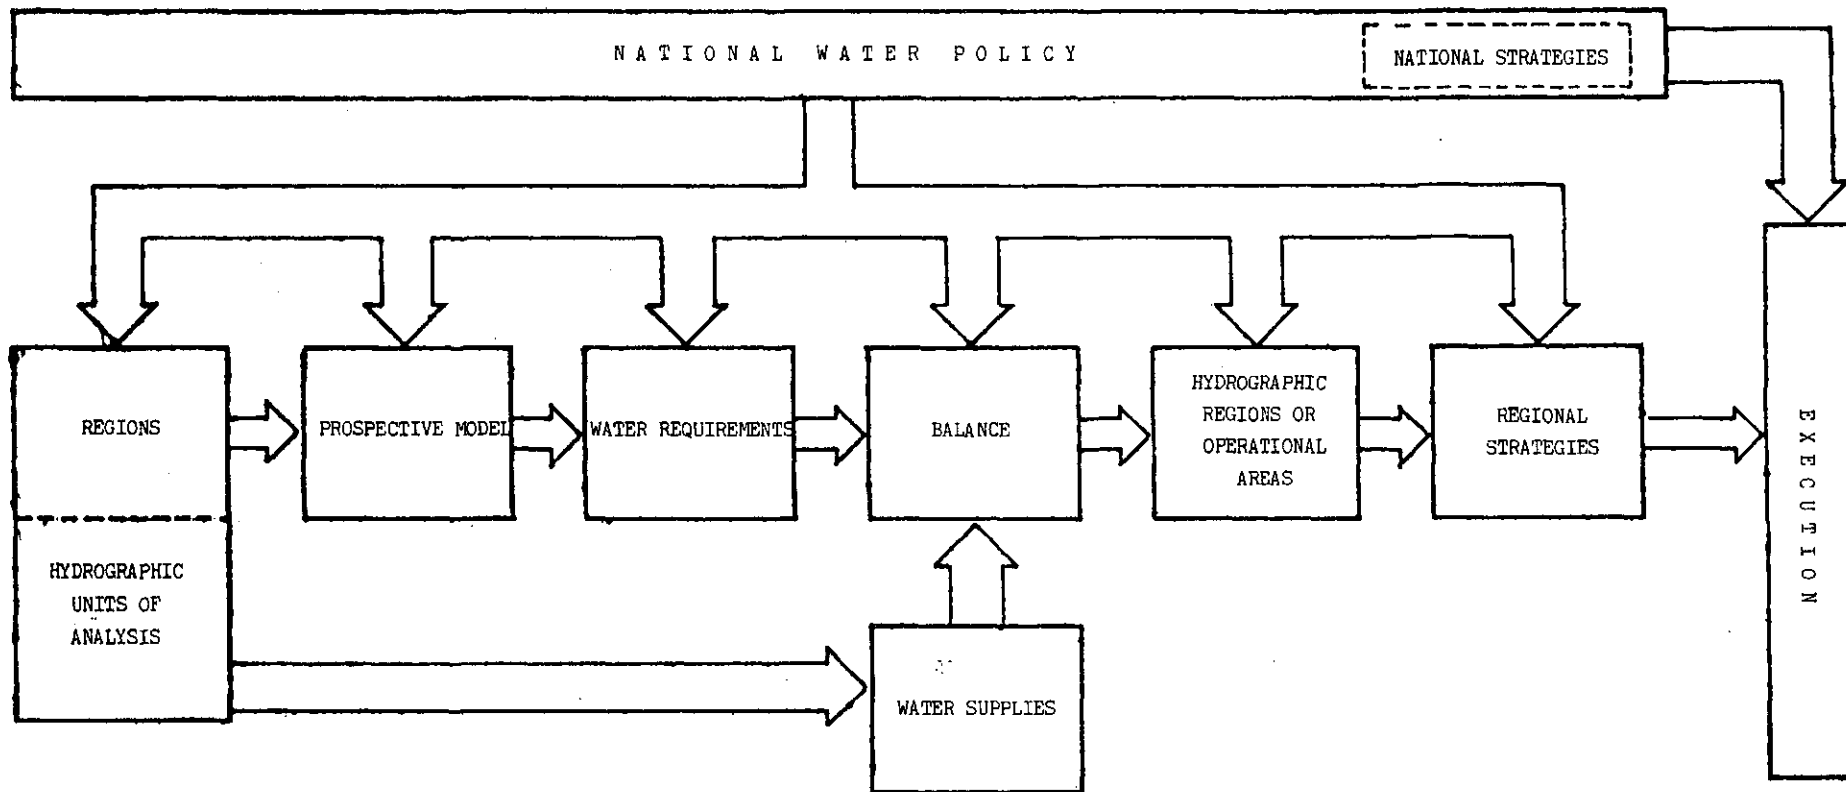 NATIONAL WATER POLICY
NATIONAL STRATEGIES
REGIONS
PROSPECTIVE MODEL
WATER REQUIREMENTS
BALANCE
HYDROGRAPHIC
REGIONS OR
OPERATIONAL
AREAS
REGIONAL
STRATEGIES
EXECUTION
HYDROGRAPHIC
UNITS OF
ANALYSIS
WATER SUPPLIES